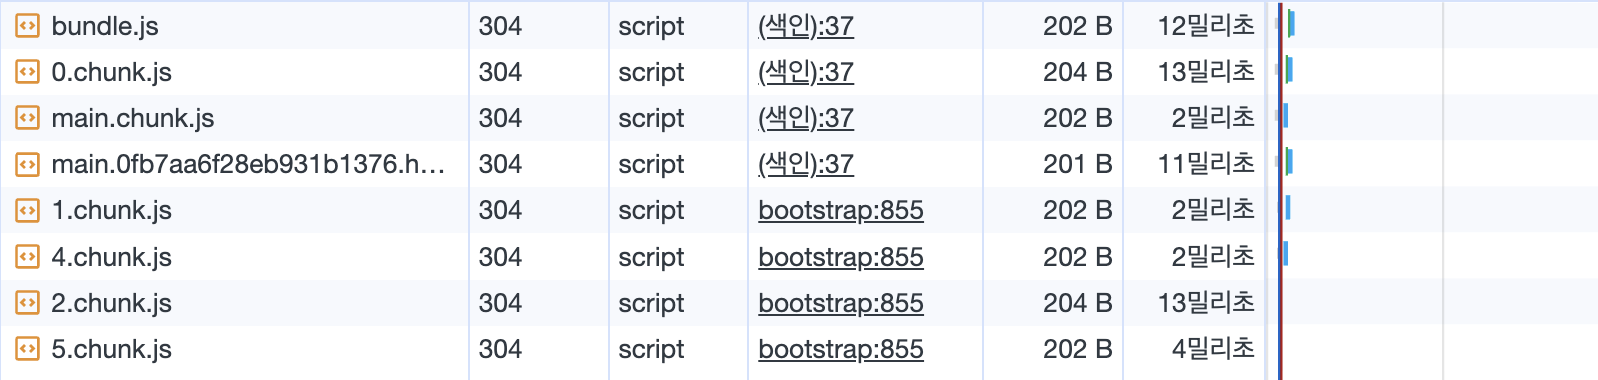 bundle.js 304 script (색인):37 202 B 12밀리초
0.chunk.js 304 script (색인):37 204 B 13밀리초
main.chunk.js 304 script (색인):37 202 B 2밀리초
main.0fb7aa6f28eb931b1376.h… 304 script (색인):37 201 B 11밀리초
1.chunk.js 304 script bootstrap:855 202 B 2밀리초
4.chunk.js 304 script bootstrap:855 202 B 2밀리초
2.chunk.js 304 script bootstrap:855 204 B 13밀리초
5.chunk.js 304 script bootstrap:855 202 B 4밀리초